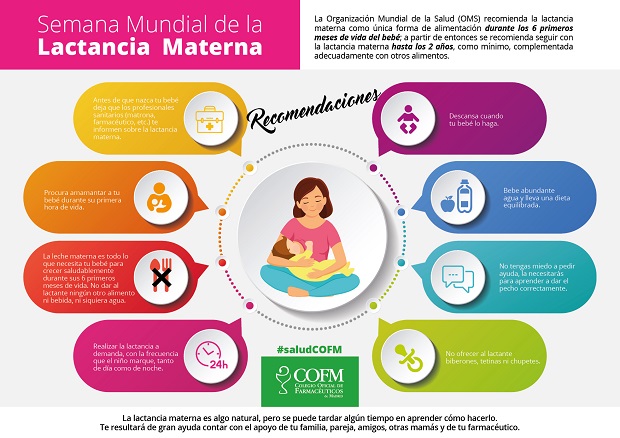 Semana Mundial de la
Lactancia Materna
La Organización Mundial de la Salud (OMS) recomienda la lactancia
materna como única forma de alimentación durante los 6 primeros
meses de vida del bebé; a partir de entonces se recomienda seguir con
la lactancia materna hasta los 2 años, como mínimo, complementada
adecuadamente con otros alimentos.
Recomendaciones
Antes de que nazca tu bebé
deja que los profesionales
sanitarios (matrona,
farmacéutico, etc.) te
informen sobre la lactancia
materna.
Procura amamantar a tu
bebé durante su primera
hora de vida.
La leche materna es todo lo
que necesita tu bebé para
crecer saludablemente
durante sus 6 primeros
meses de vida. No dar al
lactante ningún otro alimento
ni bebida, ni siquiera agua.
Realizar la lactancia a
demanda, con la frecuencia
que el niño marque, tanto
de día como de noche.
24h
Descansa cuando
tu bebé lo haga.
Bebe abundante
agua y lleva una dieta
equilibrada.
No tengas miedo a pedir
ayuda, la necesitarás
para aprender a dar el
pecho correctamente.
No ofrecer al lactante
biberones, tetinas ni chupetes.
#saludCOFM
COFM
Colegio Oficial de
Farmacéuticos
de Madrid
La lactancia materna es algo natural, pero se puede tardar algún tiempo en aprender cómo hacerlo.
Te resultará de gran ayuda contar con el apoyo de tu familia, pareja, amigos, otras mamás y de tu farmacéutico.